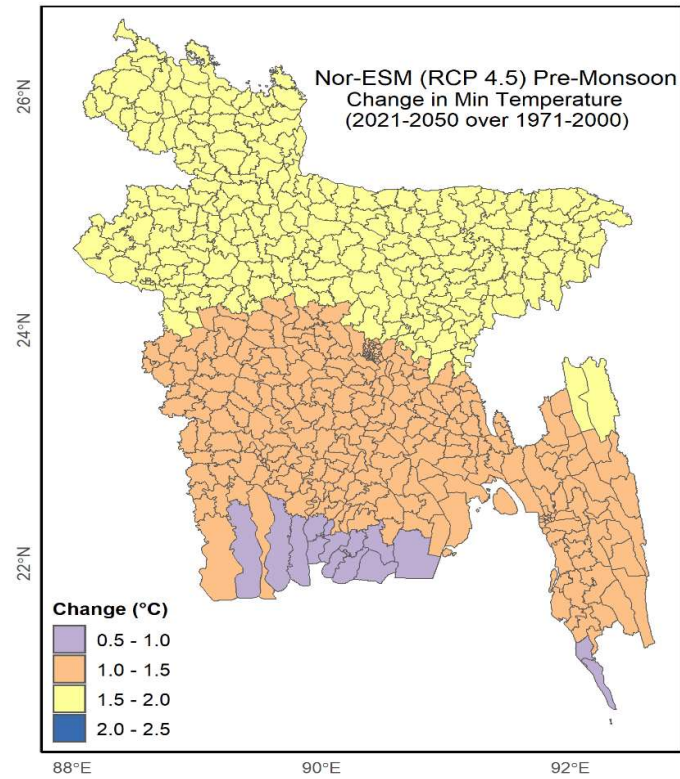 Nor-ESM (RCP 4.5) Pre-Monsoon
Change in Min Temperature
(2021-2050 over 1971-2000)
26°N
24°N
22°N
Change (°C)
0.5 - 1.0
1.0 - 1.5
1.5 - 2.0
2.0 - 2.5
88°E
90°E
92°E